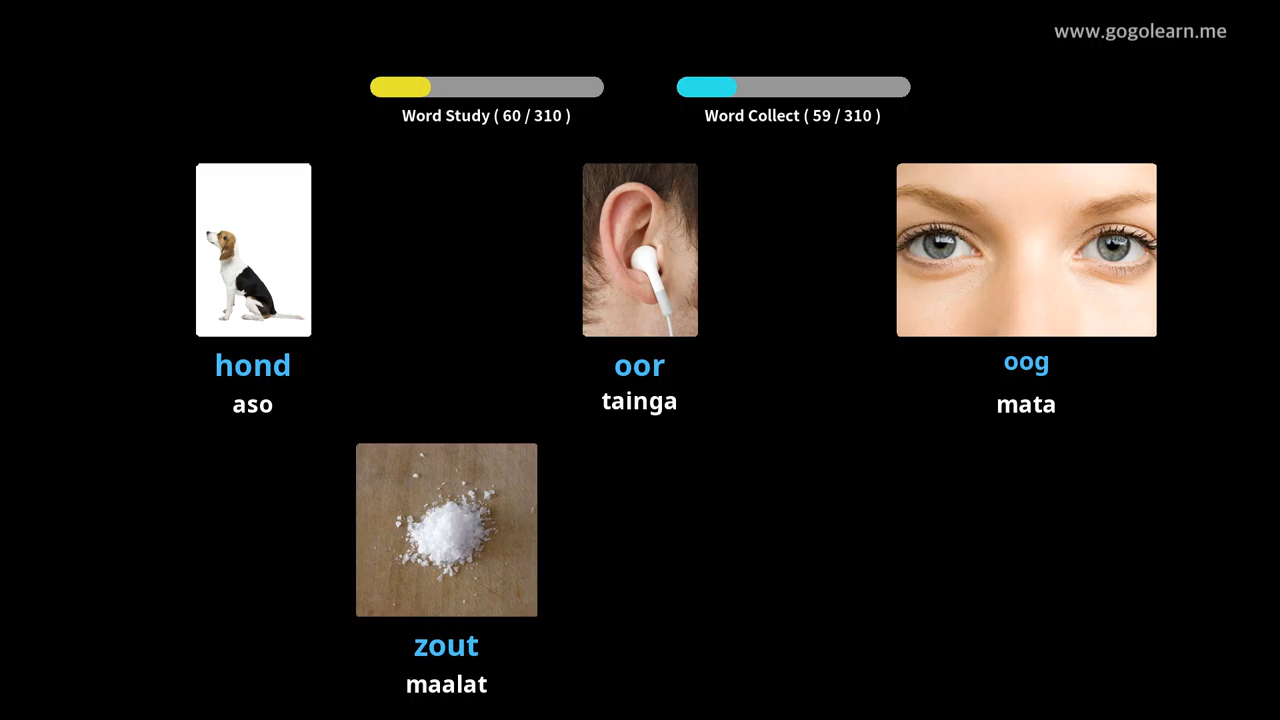 www.gogolearn.me
Word Study ( 60 / 310 )
Word Collect ( 59 / 310 )
hond
aso
oor
tainga
oog
mata
zout
maalat